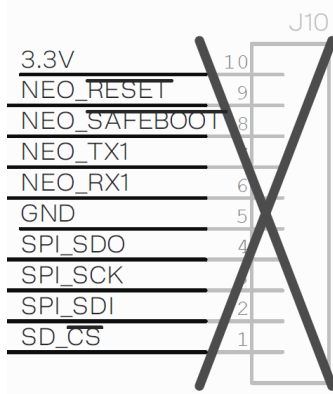 J10
3.3V 10
NEO_RESET 9
NEO_SAFEBOOT 8
NEO_TX1
NEO_RX1 6
GND 5
SPI_SDO 4
SPI_SCK
SPI_SDI 2
SD_CS 1